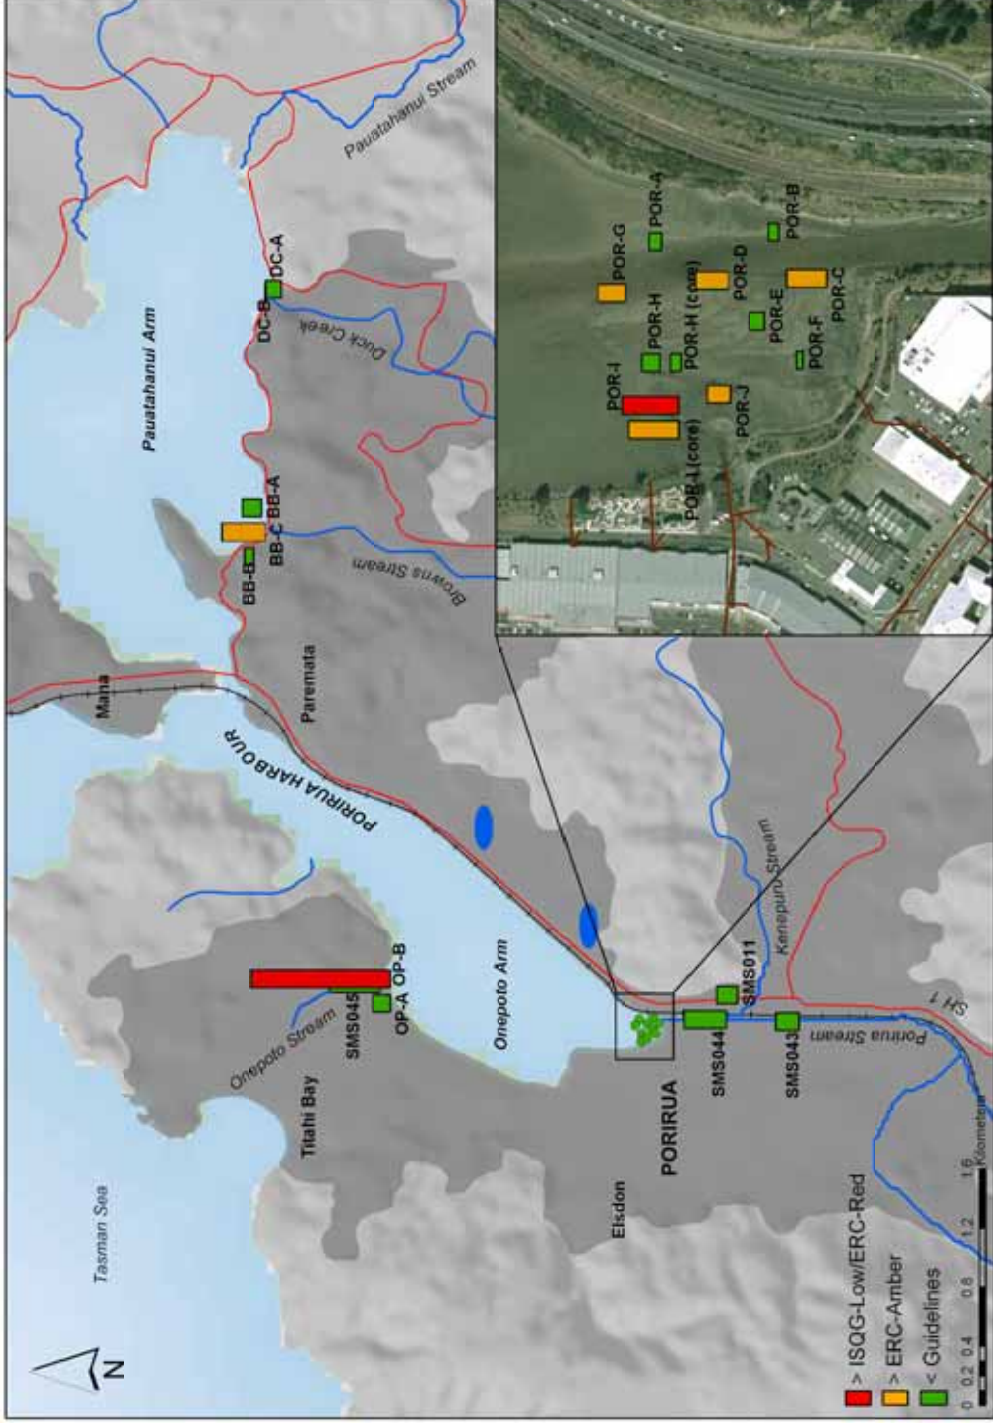 Tasman Sea
N
Mana
PORIRUA HARBOUR
Pauatahanui Arm
Pauatahanui Stream
DC-B
DC-A
Duck Creek
BB-B
BB-C
BB-A
Browns Stream
Paremata
Titahi Bay
Onepoto Stream
SMS045
OP-A
OP-B
Onepoto Arm
Elsdon
PORIRUA
SMS044
SMS011
SMS043
Kenepuru Stream
Porirua Stream
SH 1
POR-G
POR-A
POR-I
POR-H
POR-H (core)
POR-D
POR-B
POR-E
POR-C
POR-F
POR-J
POR-L(core)
> ISQG-Low/ERC-Red
> ERC-Amber
< Guidelines
0 0.2 0.4 0.8 1.2 1.6
Kilometers